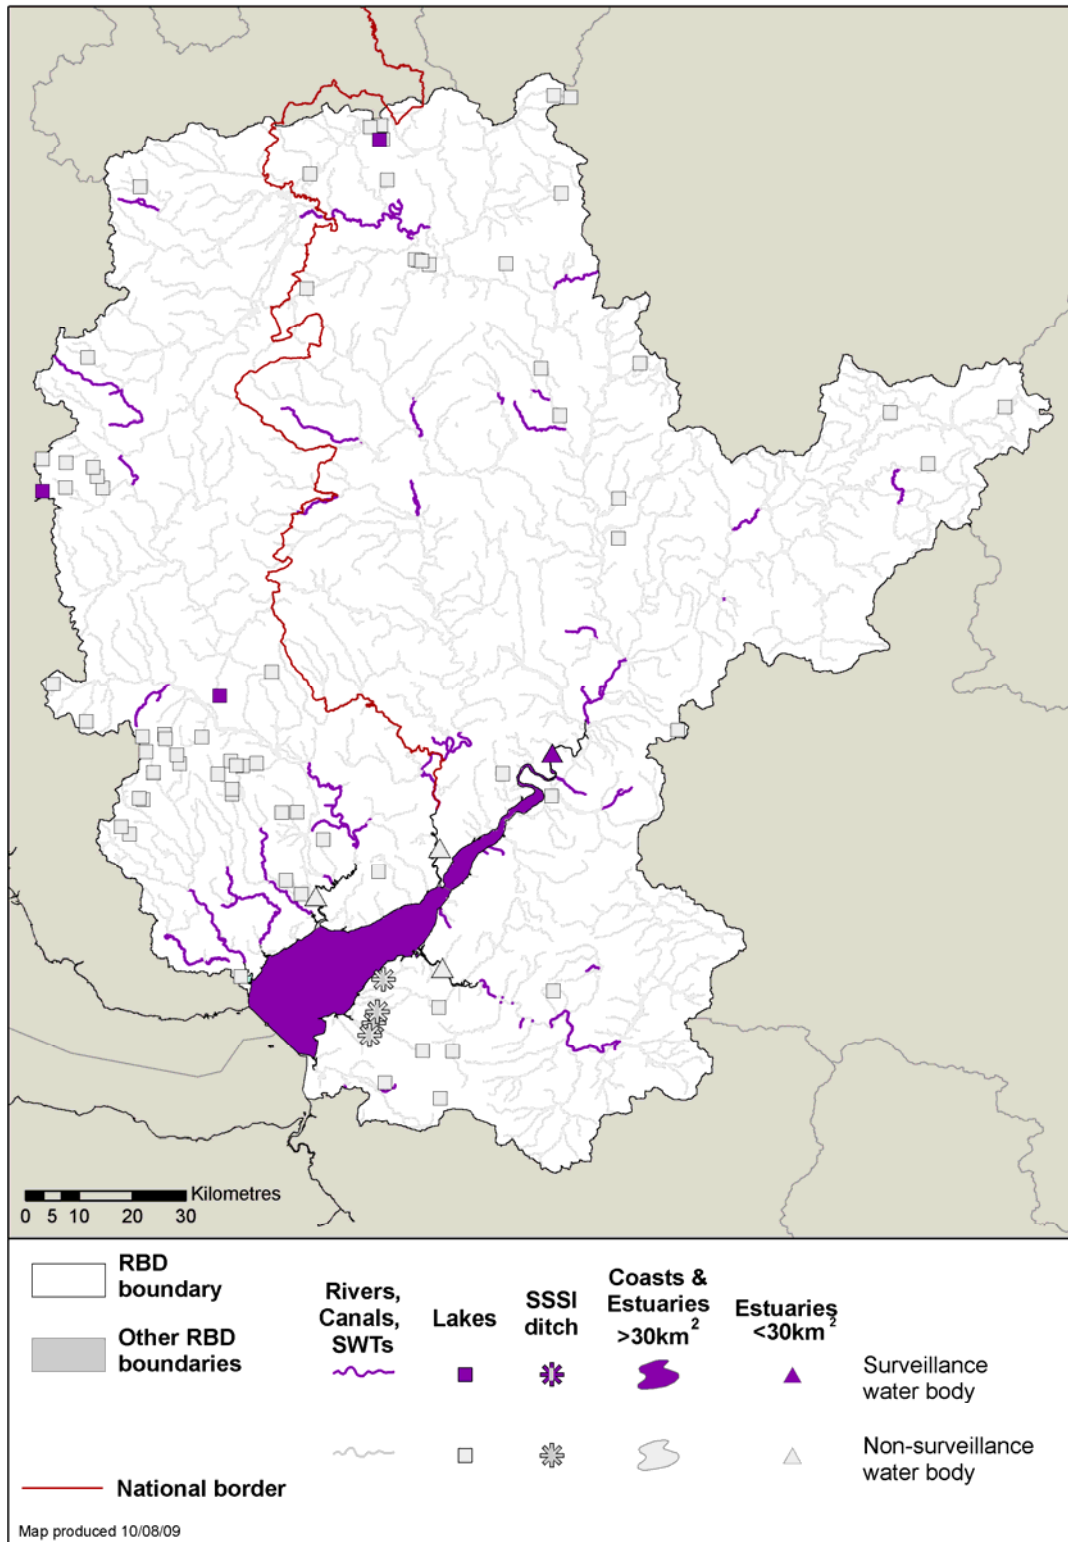 Kilometres
0 5 10 20 30
RBD
boundary
Other RBD
boundaries
Rivers,
Canals,
SWTs
Lakes
SSSI
ditch
Coasts &
Estuaries
>30km²
Estuaries
<30km²
Surveillance
water body
Non-surveillance
water body
National border
Map produced 10/08/09